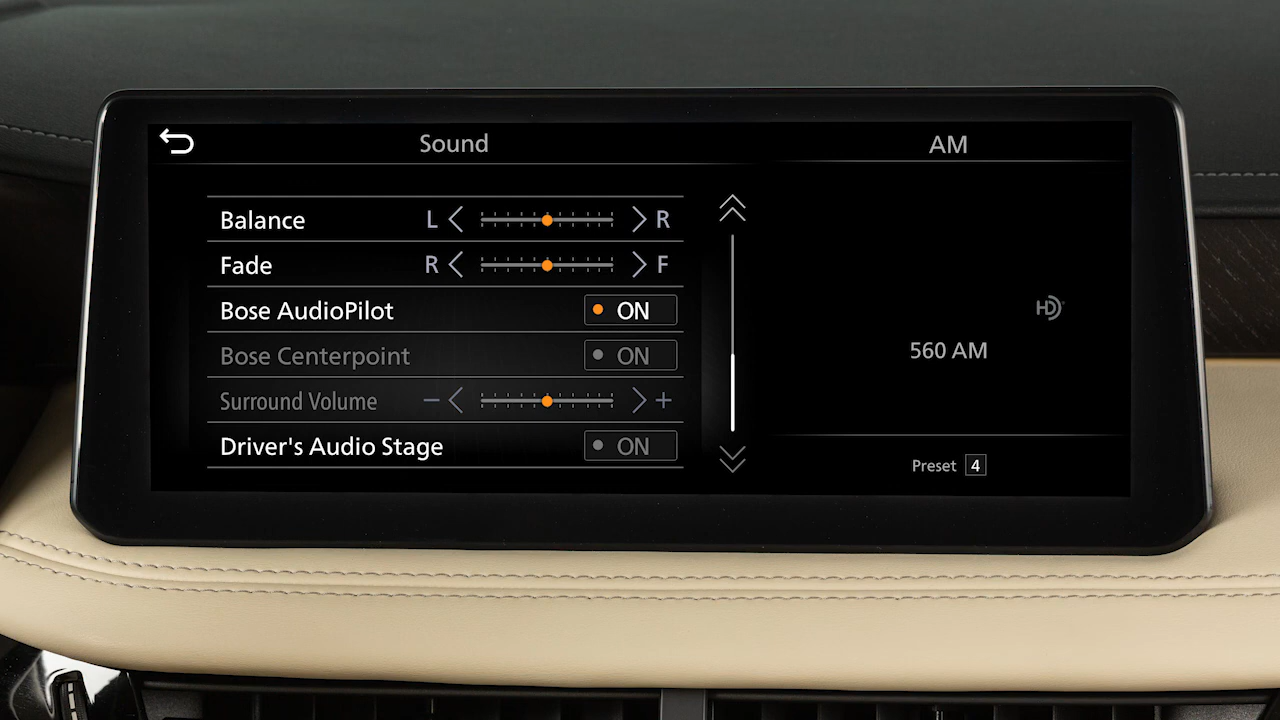 Sound
AM
Balance L R
Fade R F
Bose AudioPilot ON
Bose Centerpoint ON
Surround Volume − +
Driver's Audio Stage ON
HD
560 AM
Preset 4